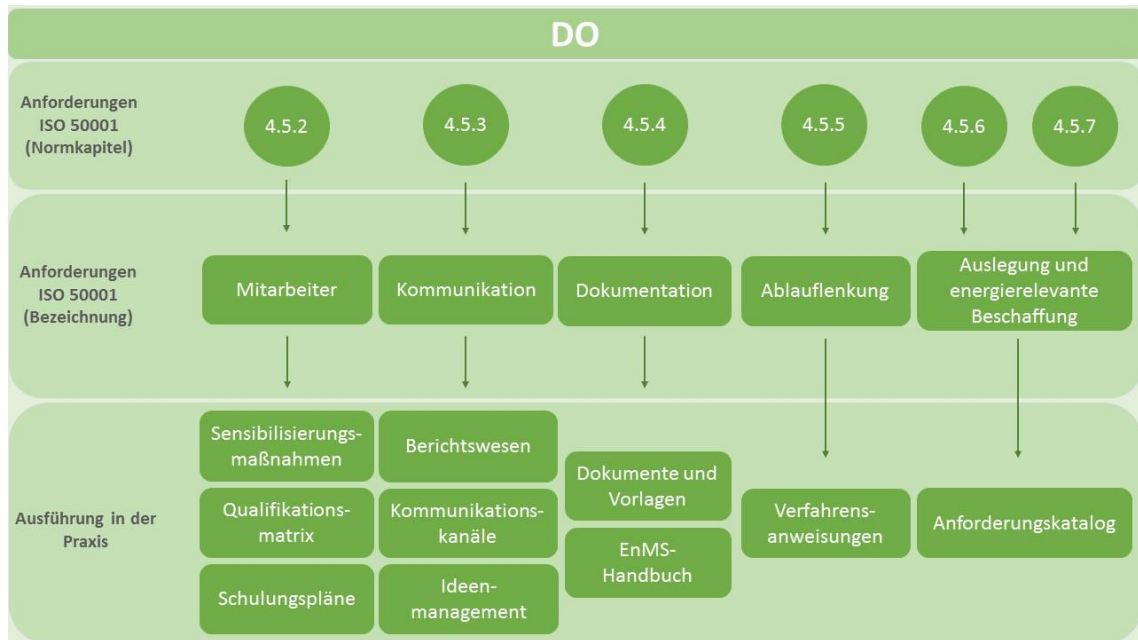 DO
Anforderungen
ISO 50001
(Normkapitel)
4.5.2
4.5.3
4.5.4
4.5.5
4.5.6
4.5.7
Anforderungen
ISO 50001
(Bezeichnung)
Mitarbeiter
Kommunikation
Dokumentation
Ablauflenkung
Auslegung und
energierelevante
Beschaffung
Ausführung in der
Praxis
Sensibilisierungs-
maßnahmen
Qualifikations-
matrix
Schulungspläne
Berichtswesen
Kommunikations-
kanäle
Ideen-
management
Dokumente und
Vorlagen
EnMS-
Handbuch
Verfahrens-
anweisungen
Anforderungskatalog